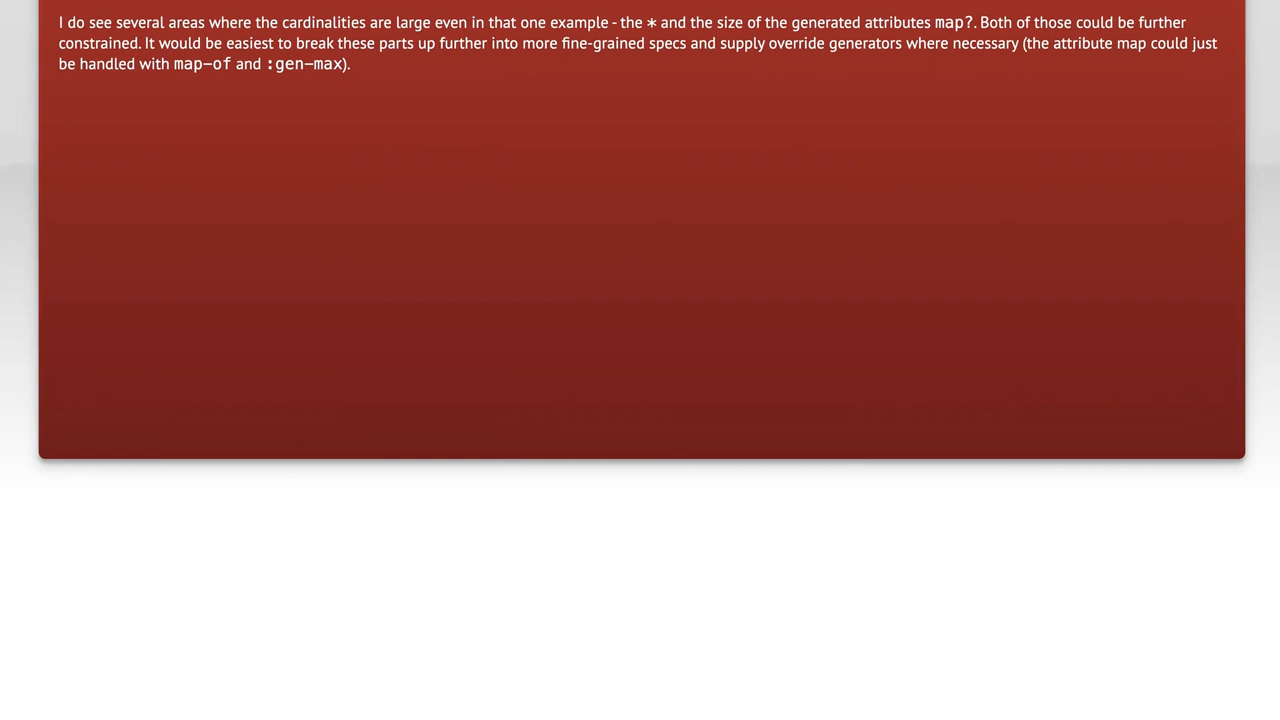 I do see several areas where the cardinalities are large even in that one example - the * and the size of the generated attributes map?. Both of those could be further
constrained. It would be easiest to break these parts up further into more fine-grained specs and supply override generators where necessary (the attribute map could just
be handled with map-of and :gen-max).